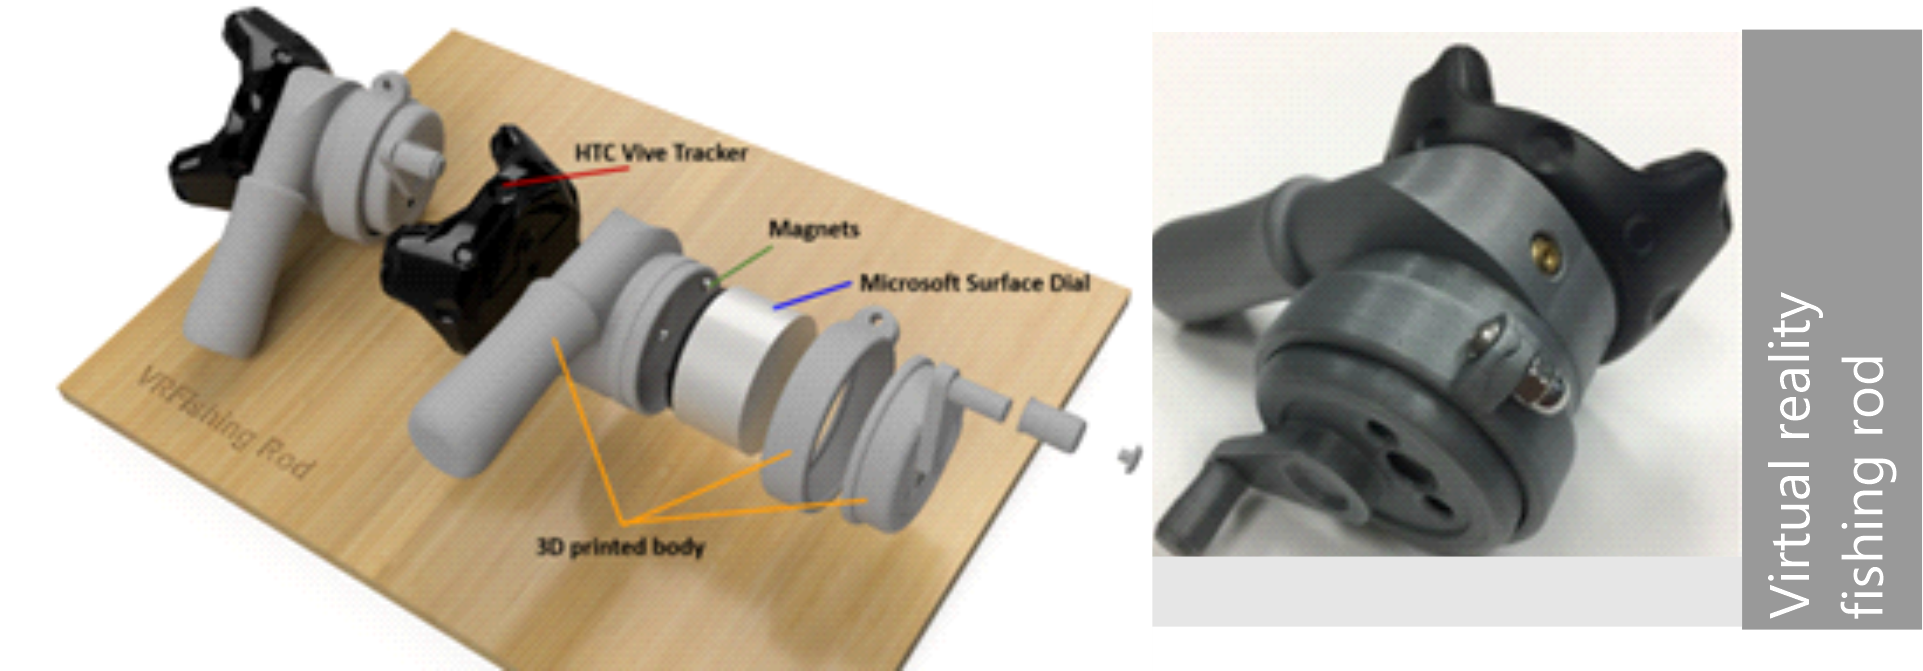 HTC Vive Tracker
Magnets
Microsoft Surface Dial
VRFishing Rod
3D printed body
Virtual reality
fishing rod